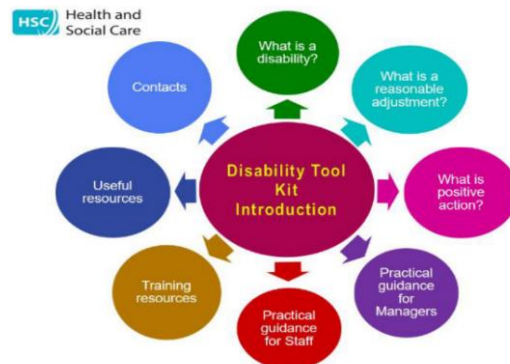 HSC Health and
Social Care
What is a
disability?
What is a
reasonable
adjustment?
What is
positive
action?
Practical
guidance
for
Managers
Practical
guidance
for Staff
Training
resources
Useful
resources
Contacts
Disability Tool
Kit
Introduction